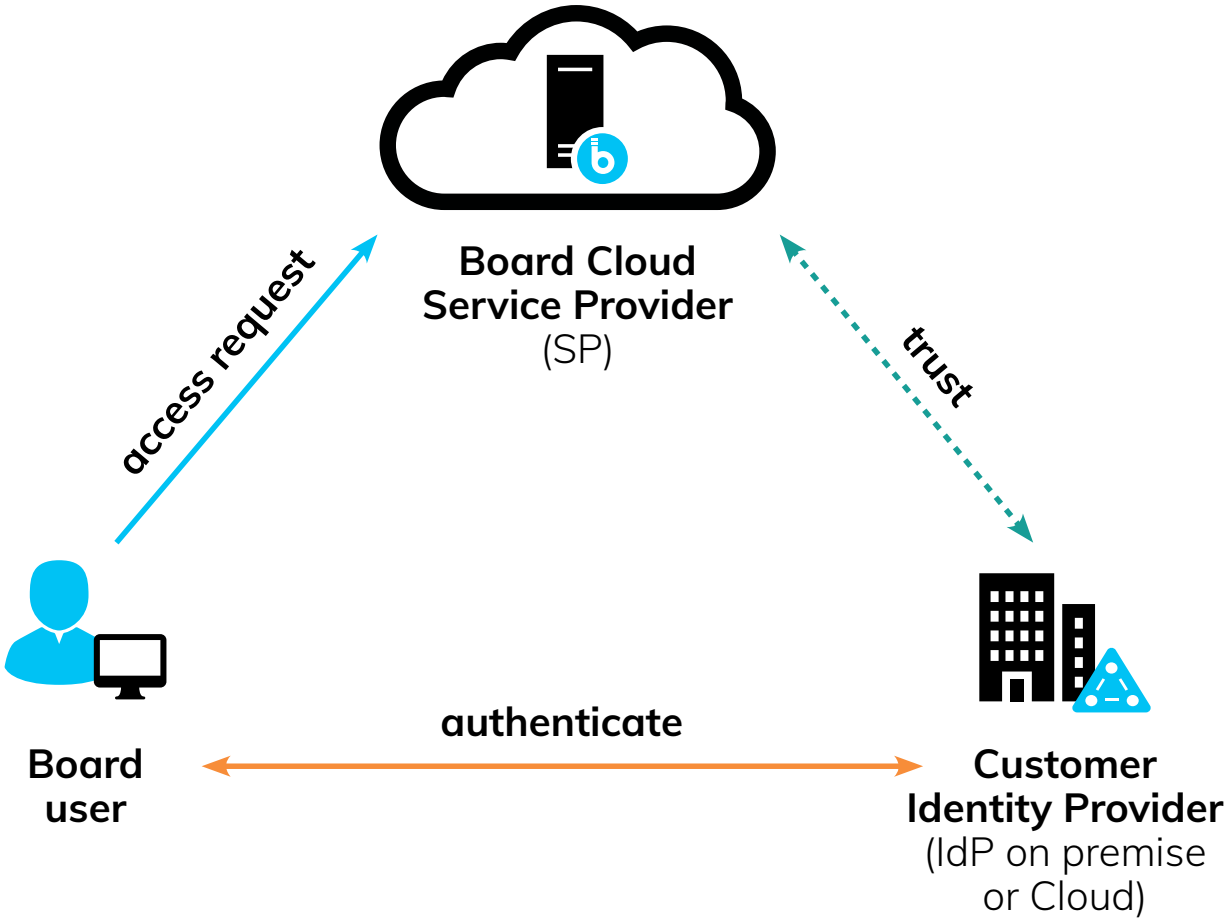 b
Board Cloud
Service Provider
(SP)
access request
trust
authenticate
Board
user
Customer
Identity Provider
(IdP on premise
or Cloud)